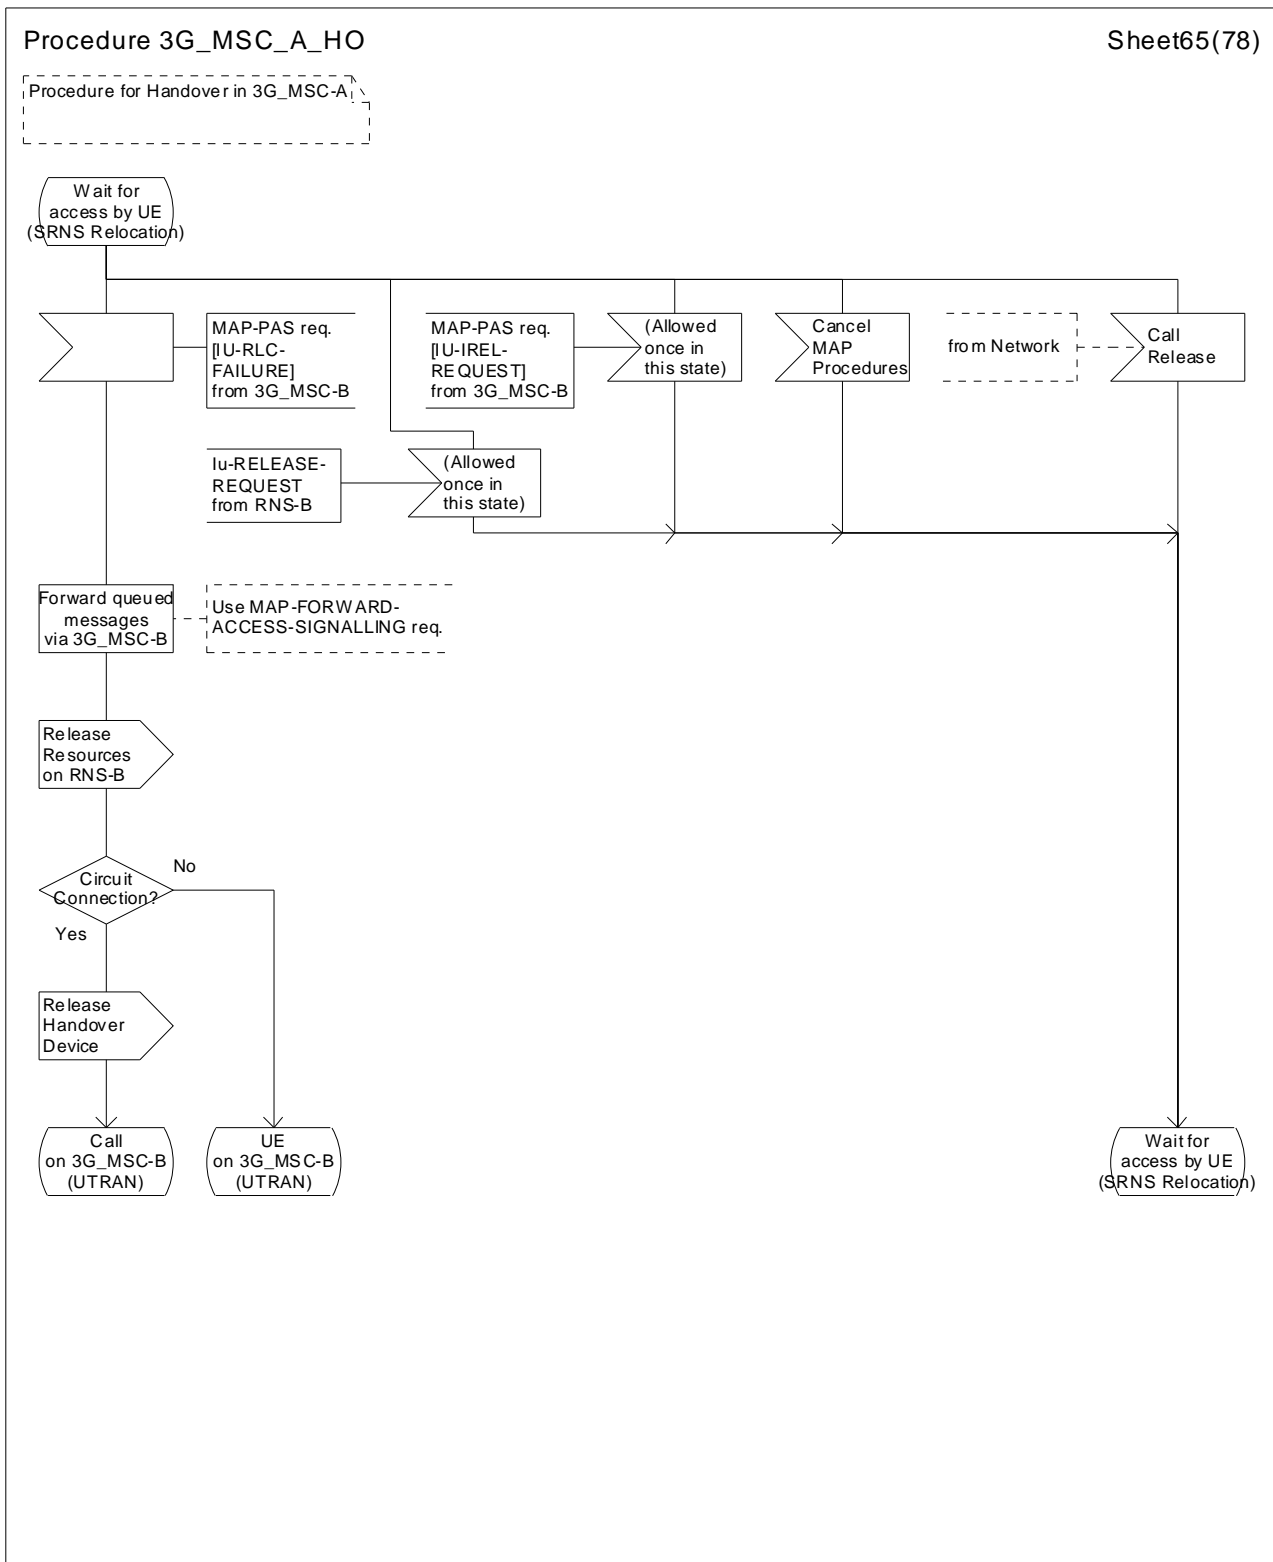 Procedure 3G_MSC_A_HO
Sheet65(78)
Procedure for Handover in 3G_MSC-A
Wait for
access by UE
(SRNS Relocation)
MAP-PAS req.
[IU-RLC-
FAILURE]
from 3G_MSC-B
MAP-PAS req.
[IU-IREL-
REQUEST]
from 3G_MSC-B
(Allowed
once in
this state)
Cancel
MAP
Procedures
from Network
Call
Release
Iu-RELEASE-
REQUEST
from RNS-B
(Allowed
once in
this state)
Forward queued
messages
via 3G_MSC-B
Use MAP-FORWARD-
ACCESS-SIGNALLING req.
Release
Resources
on RNS-B
Circuit
Connection?
No
Yes
Release
Handover
Device
Call
on 3G_MSC-B
(UTRAN)
UE
on 3G_MSC-B
(UTRAN)
Wait for
access by UE
(SRNS Relocation)